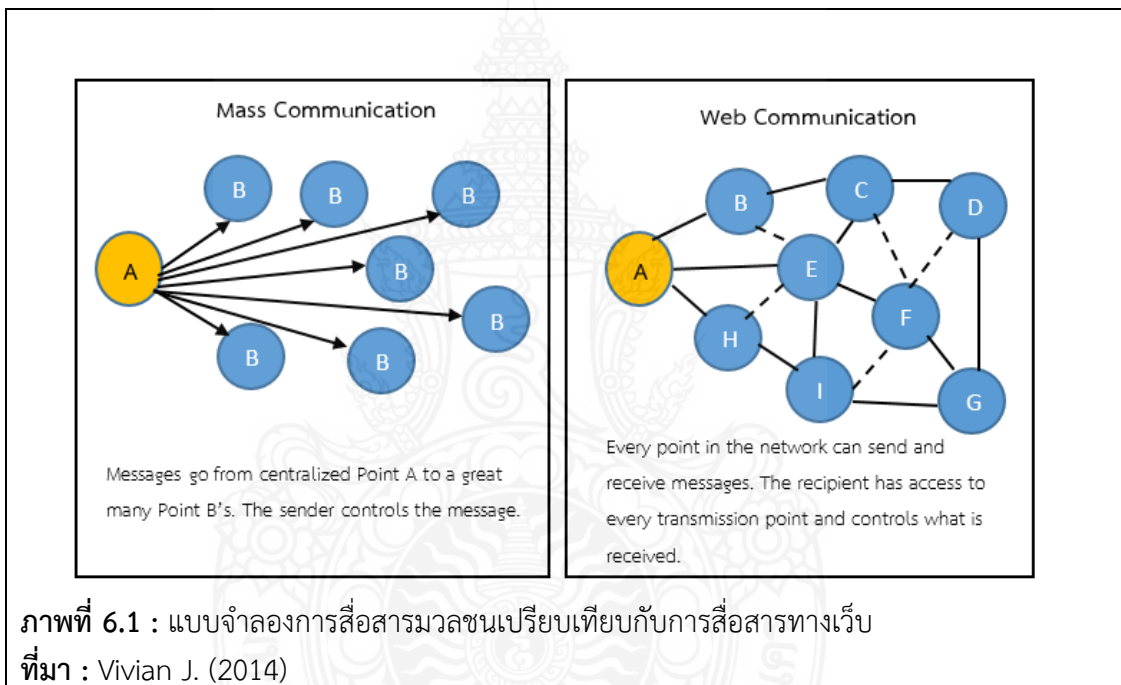 Mass Communication
B
B
B
A
B
B
B
B
Messages go from centralized Point A to a great
many Point B's. The sender controls the message.
Web Communication
B
C
D
A
E
F
H
I
G
Every point in the network can send and
receive messages. The recipient has access to
every transmission point and controls what is
received.
ภาพที่ 6.1 : แบบจำลองการสื่อสารมวลชนเปรียบเทียบกับการสื่อสารทางเว็บ
ที่มา : Vivian J. (2014)